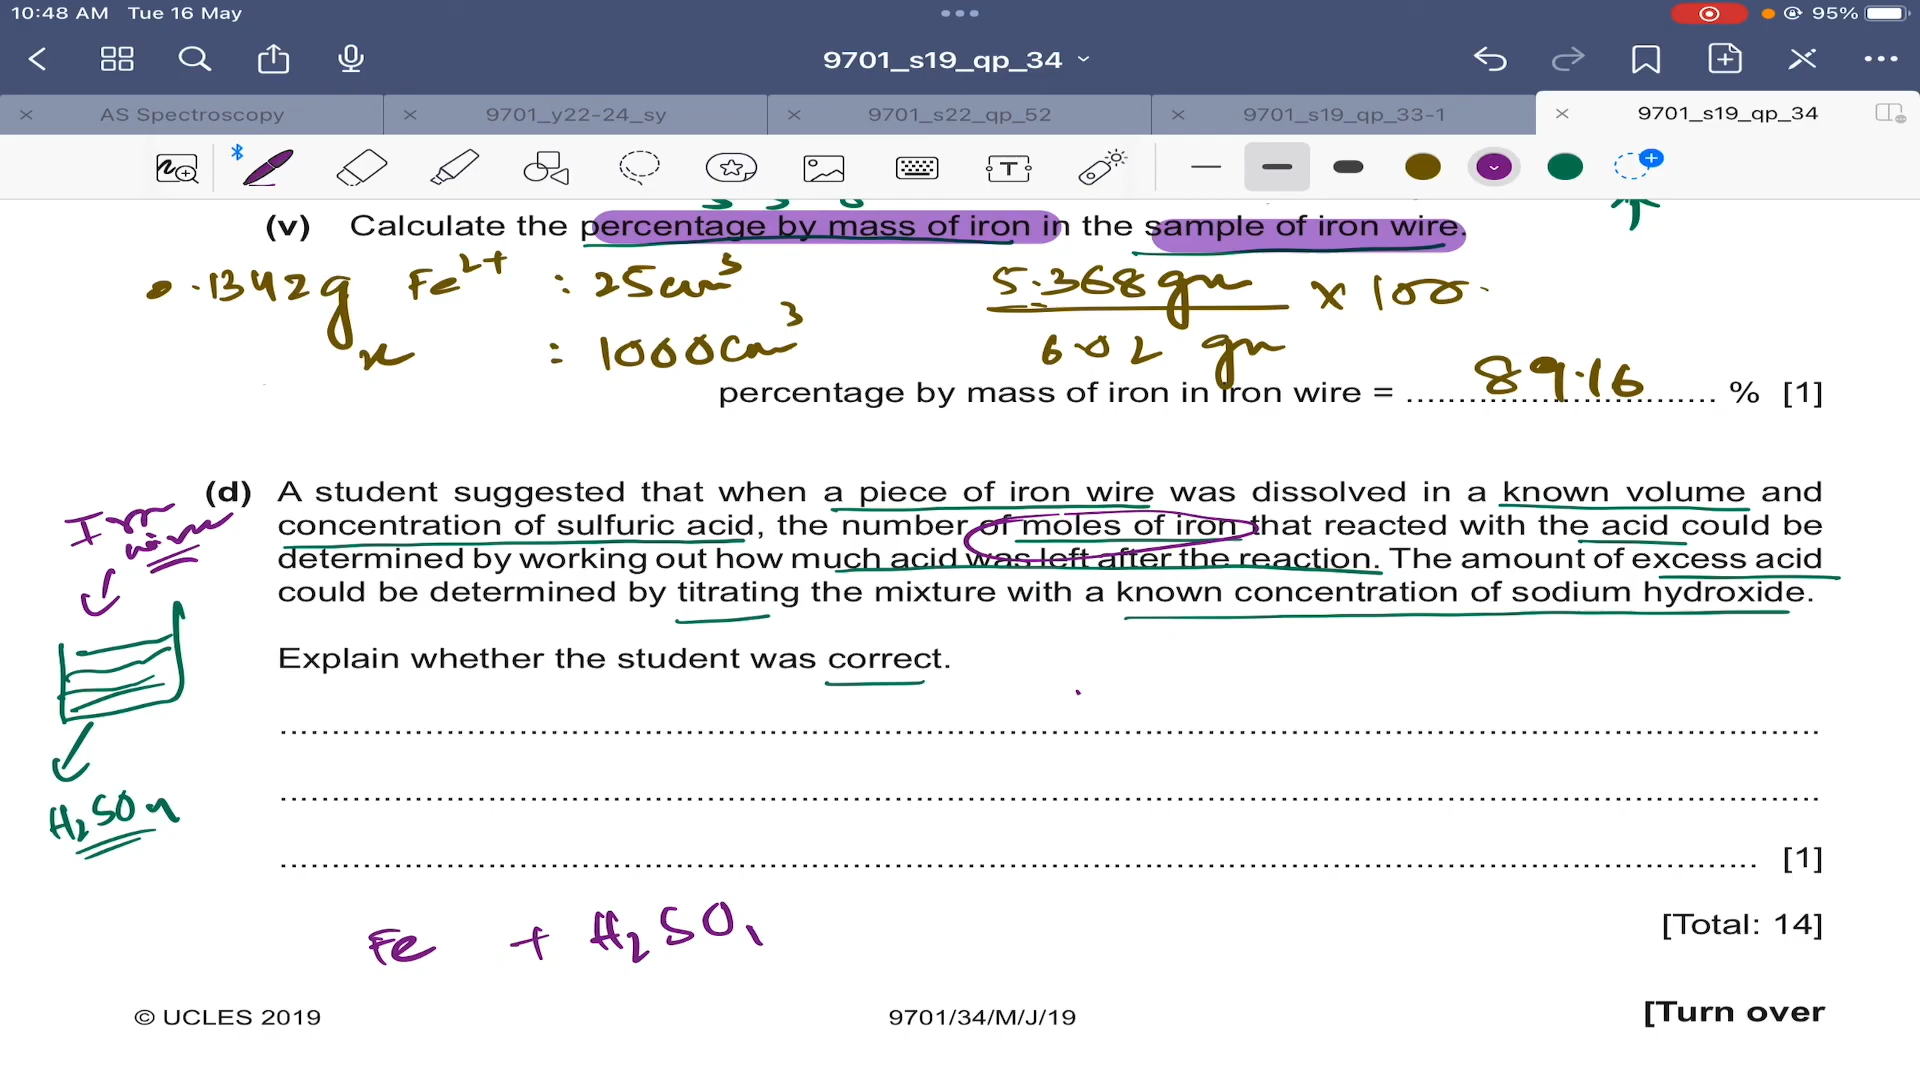 10:48 AM Tue 16 May
95%
9701_s19_qp_34
AS Spectroscopy
9701_y22-24_sy
9701_s22_qp_52
9701_s19_qp_33-1
9701_s19_qp_34
T
(v) Calculate the percentage by mass of iron in the sample of iron wire.
0.1342g Fe2+ : 25cm3
x : 1000cm3
5.368gm
6.02 gm
x 100
percentage by mass of iron in iron wire = 89.16 % [1]
Iron wire
(d) A student suggested that when a piece of iron wire was dissolved in a known volume and
concentration of sulfuric acid, the number of moles of iron that reacted with the acid could be
determined by working out how much acid was left after the reaction. The amount of excess acid
could be determined by titrating the mixture with a known concentration of sodium hydroxide.
Explain whether the student was correct.
H2SO4
[1]
[Total: 14]
Fe + H2SO
© UCLES 2019
9701/34/M/J/19
[Turn over